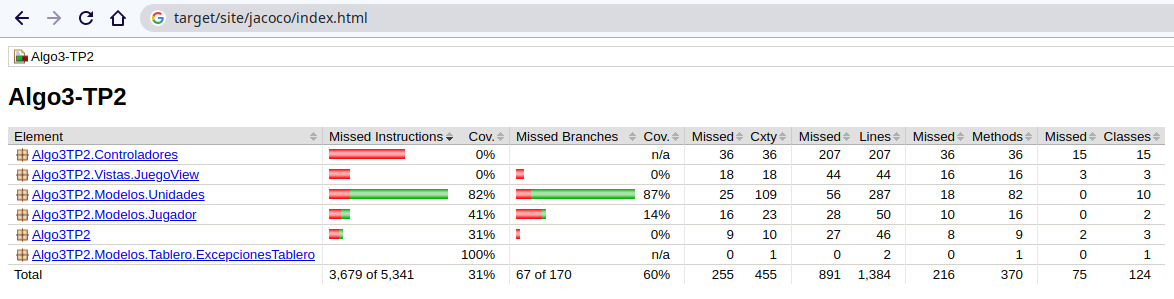 target/site/jacoco/index.html
Algo3-TP2
Algo3-TP2
Element Missed Instructions Cov. Missed Branches Cov. Missed Cxty Missed Lines Missed Methods Missed Classes
Algo3TP2.Controladores 0% n/a 36 36 207 207 36 36 15 15
Algo3TP2.Vistas.JuegoView 0% 0% 18 18 44 44 16 16 3 3
Algo3TP2.Modelos.Unidades 82% 87% 25 109 56 287 18 82 0 10
Algo3TP2.Modelos.Jugador 41% 14% 16 23 28 50 10 16 0 2
Algo3TP2 31% 0% 9 10 27 46 8 9 2 3
Algo3TP2.Modelos.Tablero.ExcepcionesTablero 100% n/a 0 1 0 2 0 1 0 1
Total 3,679 of 5,341 31% 67 of 170 60% 255 455 891 1,384 216 370 75 124